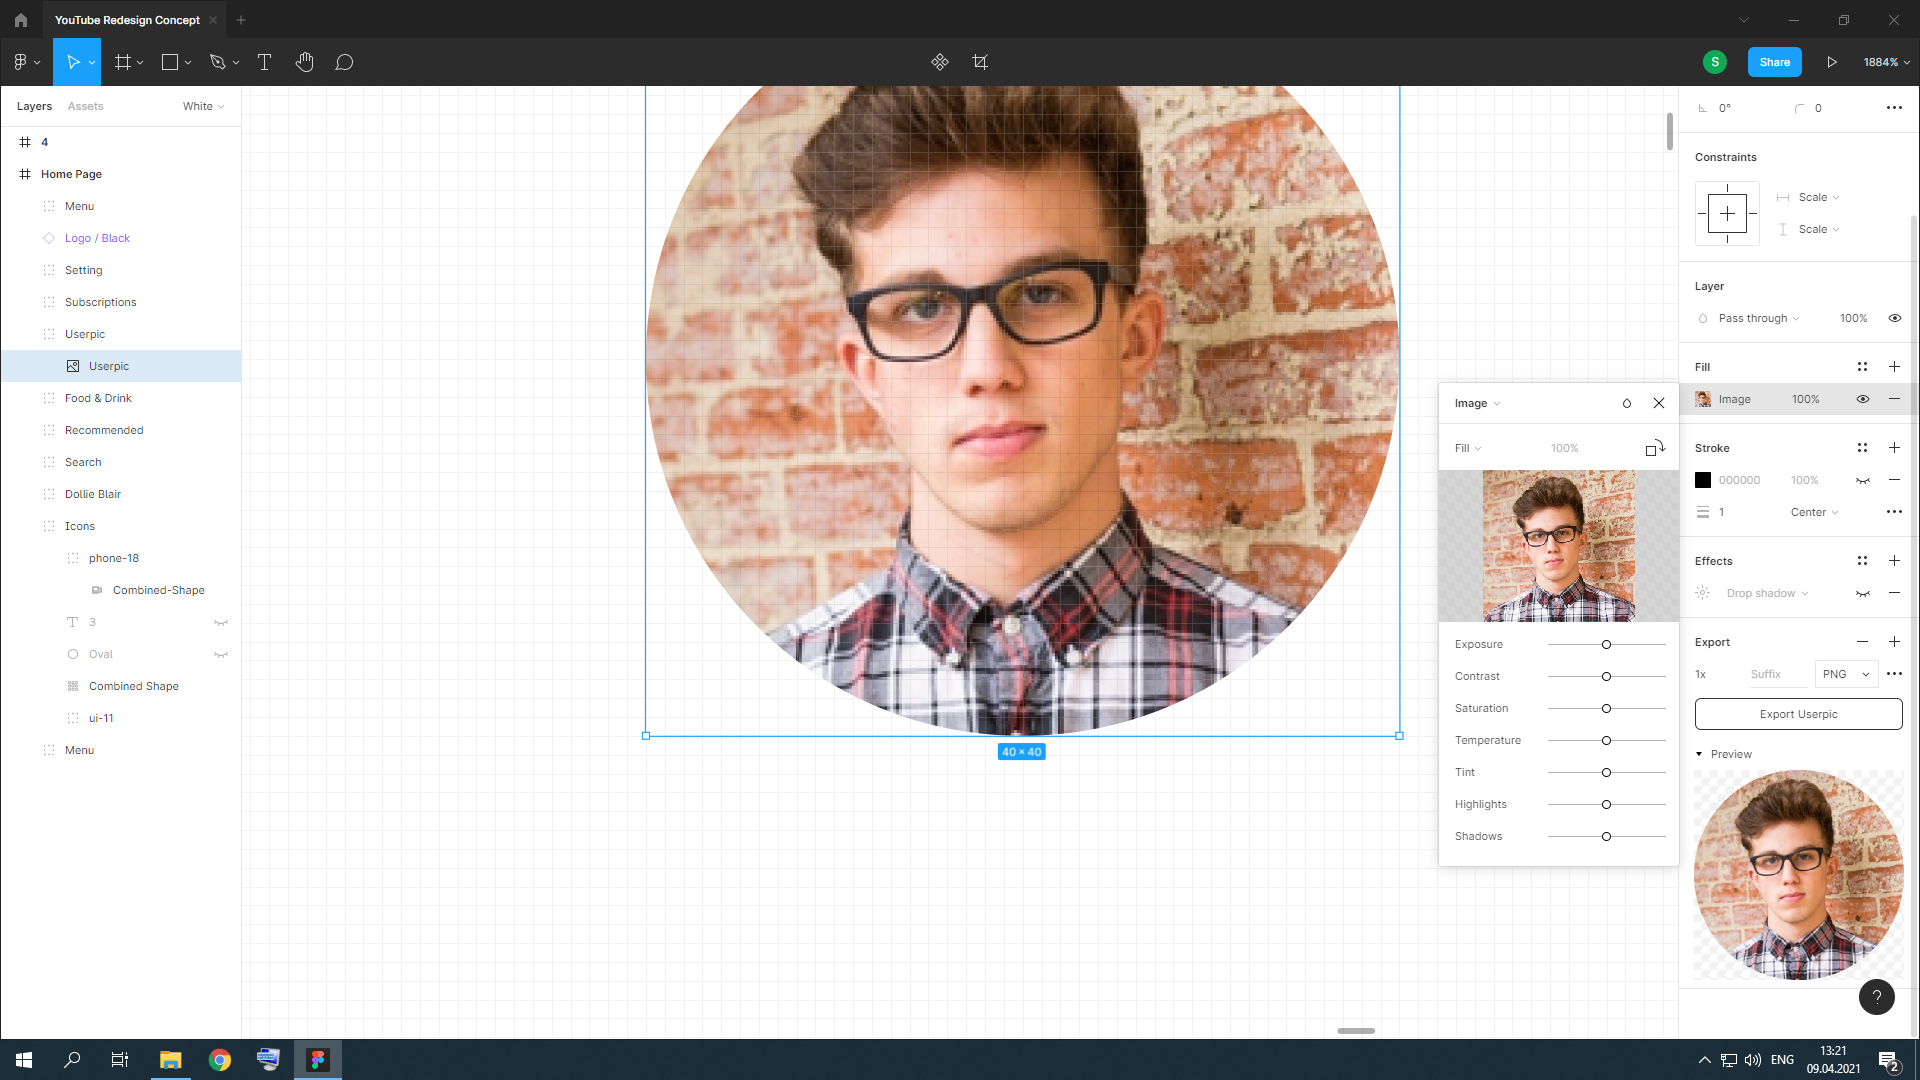 YouTube Redesign Concept
S
Share
1884%
Layers
Assets
White
4
Home Page
Menu
Logo / Black
Setting
Subscriptions
Userpic
Userpic
Food & Drink
Recommended
Search
Dollie Blair
Icons
phone-18
Combined-Shape
3
Oval
Combined Shape
ui-11
Menu
40 × 40
Image
Fill
100%
Exposure
Contrast
Saturation
Temperature
Tint
Highlights
Shadows
0°
0
Constraints
Scale
Scale
Layer
Pass through
100%
Fill
Image
100%
Stroke
000000
100%
1
Center
Effects
Drop shadow
Export
1x
Suffix
PNG
Export Userpic
Preview
?
ENG
13:21
09.04.2021
2